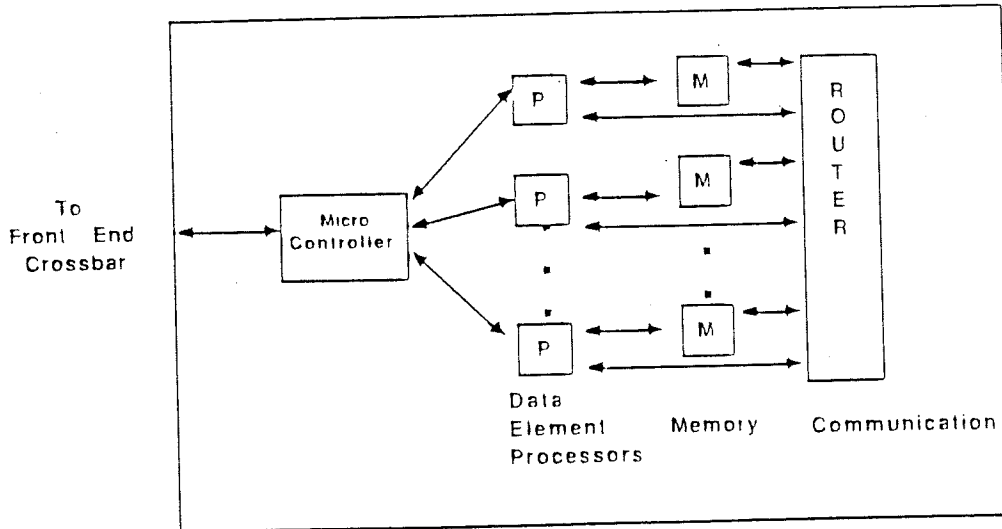 To
Front End
Crossbar
Micro
Controller
P
M
P
M
P
M
R
O
U
T
E
R
Data
Element
Processors
Memory
Communication